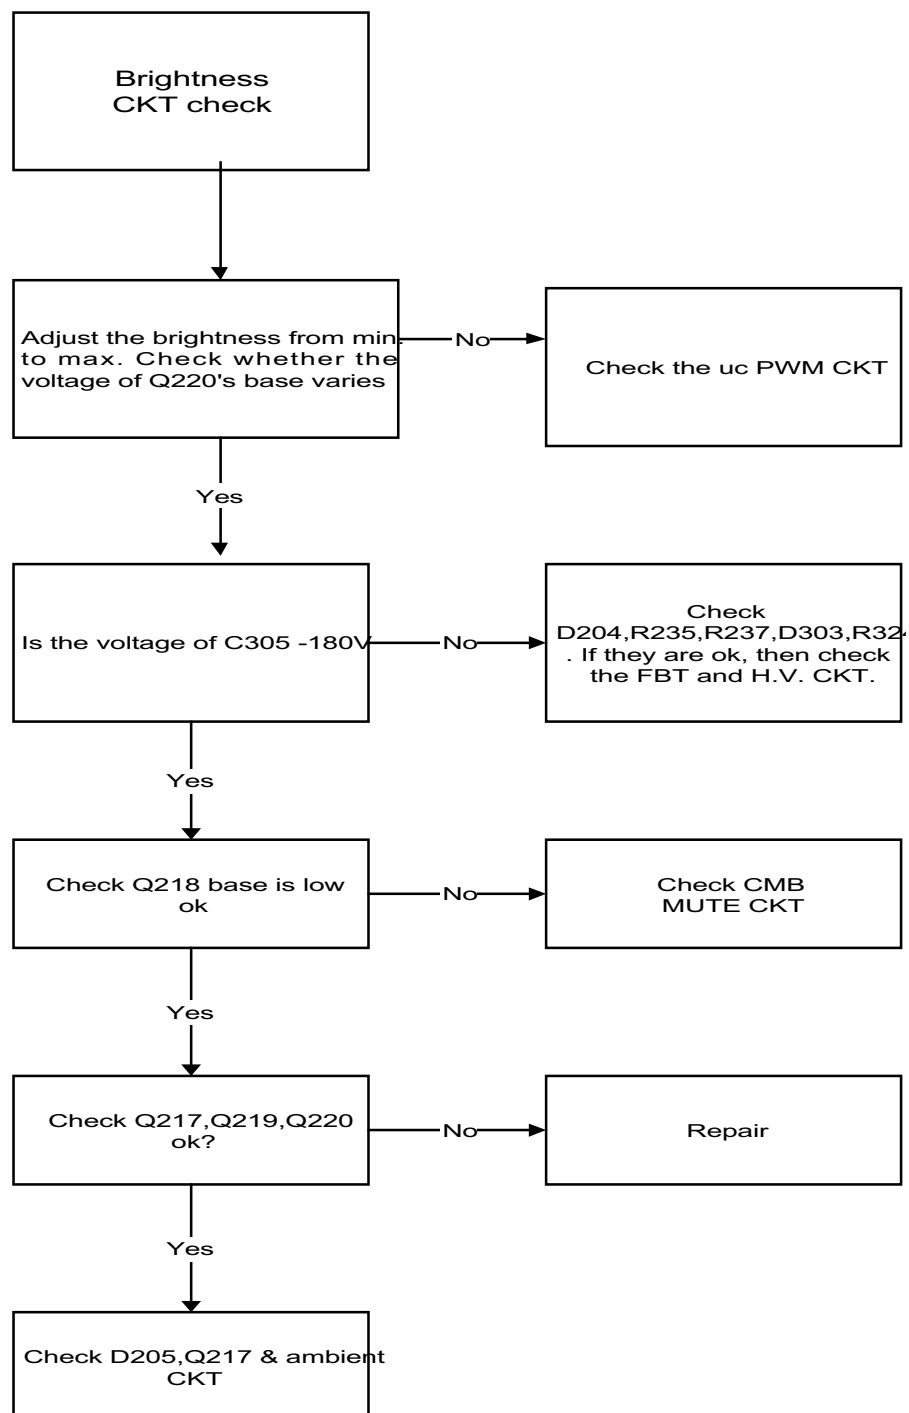 Brightness
CKT check
Adjust the brightness from min.
to max. Check whether the
voltage of Q220's base varies
No
Check the uc PWM CKT
Yes
Is the voltage of C305 -180V
No
Check
D204,R235,R237,D303,R324
. If they are ok, then check
the FBT and H.V. CKT.
Yes
Check Q218 base is low
ok
No
Check CMB
MUTE CKT
Yes
Check Q217,Q219,Q220
ok?
No
Repair
Yes
Check D205,Q217 & ambient
CKT